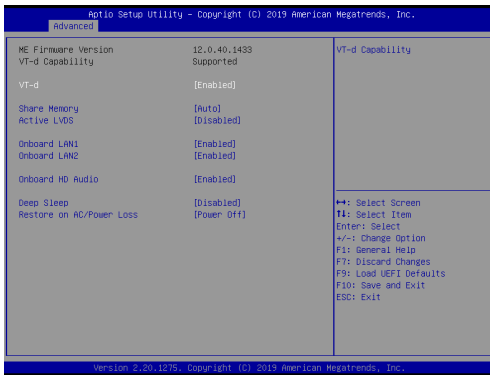 Aptio Setup Utility – Copyright (C) 2019 American Megatrends, Inc.
Advanced
ME Firmware Version 12.0.40.1433
VT-d Capability Supported
VT-d [Enabled]
Share Memory [Auto]
Active LVDS [Disabled]
Onboard LAN1 [Enabled]
Onboard LAN2 [Enabled]
Onboard HD Audio [Enabled]
Deep Sleep [Disabled]
Restore on AC/Power Loss [Power Off]
VT-d Capability
↔: Select Screen
↑↓: Select Item
Enter: Select
+/-: Change Option
F1: General Help
F7: Discard Changes
F9: Load UEFI Defaults
F10: Save and Exit
ESC: Exit
Version 2.20.1275. Copyright (C) 2019 American Megatrends, Inc.